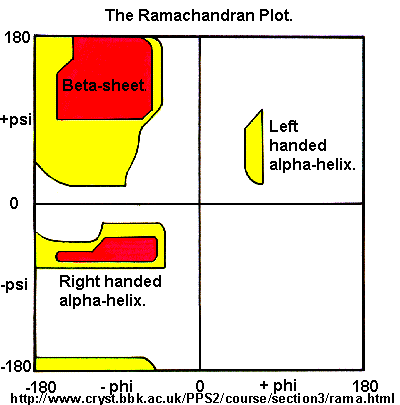 The Ramachandran Plot.
180
Beta-sheet
+psi
Left
handed
alpha-helix.
0
-psi
Right handed
alpha-helix.
-180
-180 - phi 0 + phi 180
http://www.cryst.bbk.ac.uk/PPS2/course/section3/rama.html